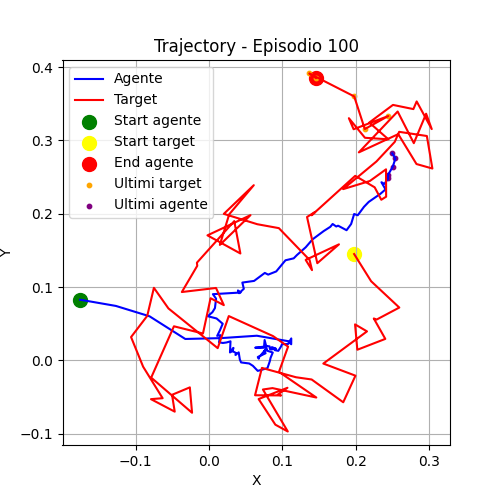 Trajectory - Episodio 100
Agente
Target
Start agente
Start target
End agente
Ultimi target
Ultimi agente
0.4
0.3
0.2
0.1
0.0
−0.1
Y
−0.1
0.0
0.1
0.2
0.3
X